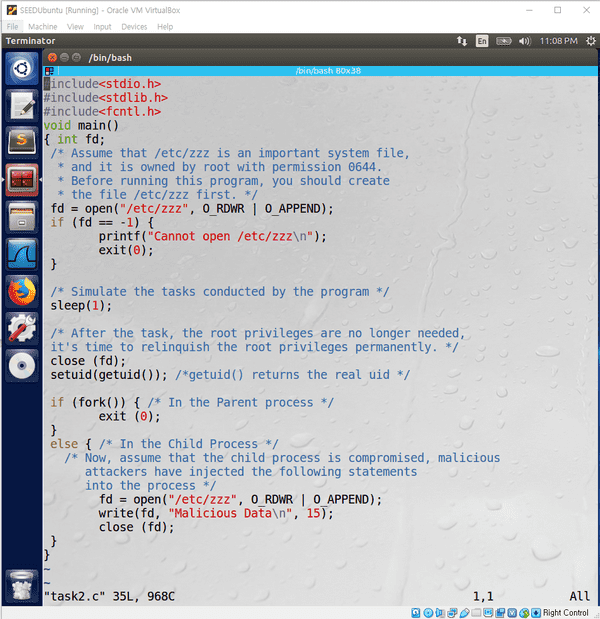 SEEDUbuntu [Running] - Oracle VM VirtualBox
File Machine View Input Devices Help
Terminator
En
11:08 PM
/bin/bash
/bin/bash 80x38
#include<stdio.h>
#include<stdlib.h>
#include<fcntl.h>
void main()
{ int fd;
/* Assume that /etc/zzz is an important system file,
* and it is owned by root with permission 0644.
* Before running this program, you should create
* the file /etc/zzz first. */
fd = open("/etc/zzz", O_RDWR | O_APPEND);
if (fd == -1) {
printf("Cannot open /etc/zzz\n");
exit(0);
}
/* Simulate the tasks conducted by the program */
sleep(1);
/* After the task, the root privileges are no longer needed,
it's time to relinquish the root privileges permanently. */
close (fd);
setuid(getuid()); /*getuid() returns the real uid */
if (fork()) { /* In the Parent process */
exit (0);
}
else { /* In the Child Process */
/* Now, assume that the child process is compromised, malicious
attackers have injected the following statements
into the process */
fd = open("/etc/zzz", O_RDWR | O_APPEND);
write(fd, "Malicious Data\n", 15);
close (fd);
}
}
~
~
"task2.c" 35L, 968C 1,1 All
Right Control